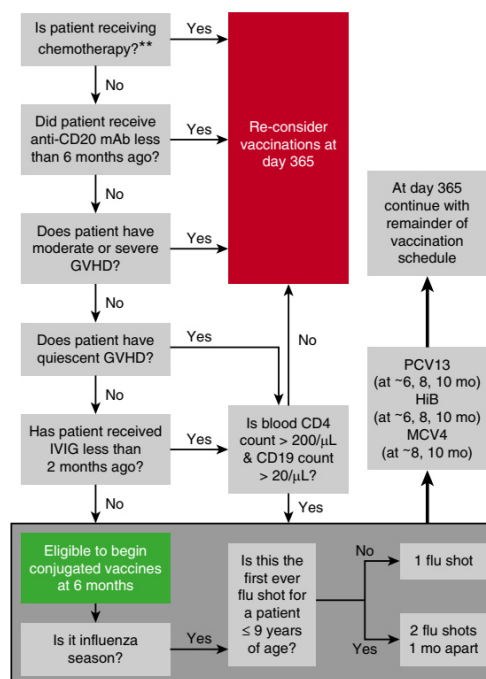 Is patient receiving
chemotherapy?**
Yes
No
Did patient receive
anti-CD20 mAb less
than 6 months ago?
Yes
Re-consider
vaccinations at
day 365
No
Does patient have
moderate or severe
GVHD?
Yes
No
Does patient have
quiescent GVHD?
Yes
No
No
Has patient received
IVIG less than
2 months ago?
Yes
Is blood CD4
count > 200/μL
& CD19 count
> 20/μL?
No
Yes
At day 365
continue with
remainder of
vaccination
schedule
PCV13
(at ~6, 8, 10 mo)
HiB
(at ~6, 8, 10 mo)
MCV4
(at ~8, 10 mo)
Eligible to begin
conjugated vaccines
at 6 months
Is it influenza
season?
Yes
Is this the
first ever
flu shot for
a patient
≤ 9 years
of age?
No
1 flu shot
Yes
2 flu shots
1 mo apart